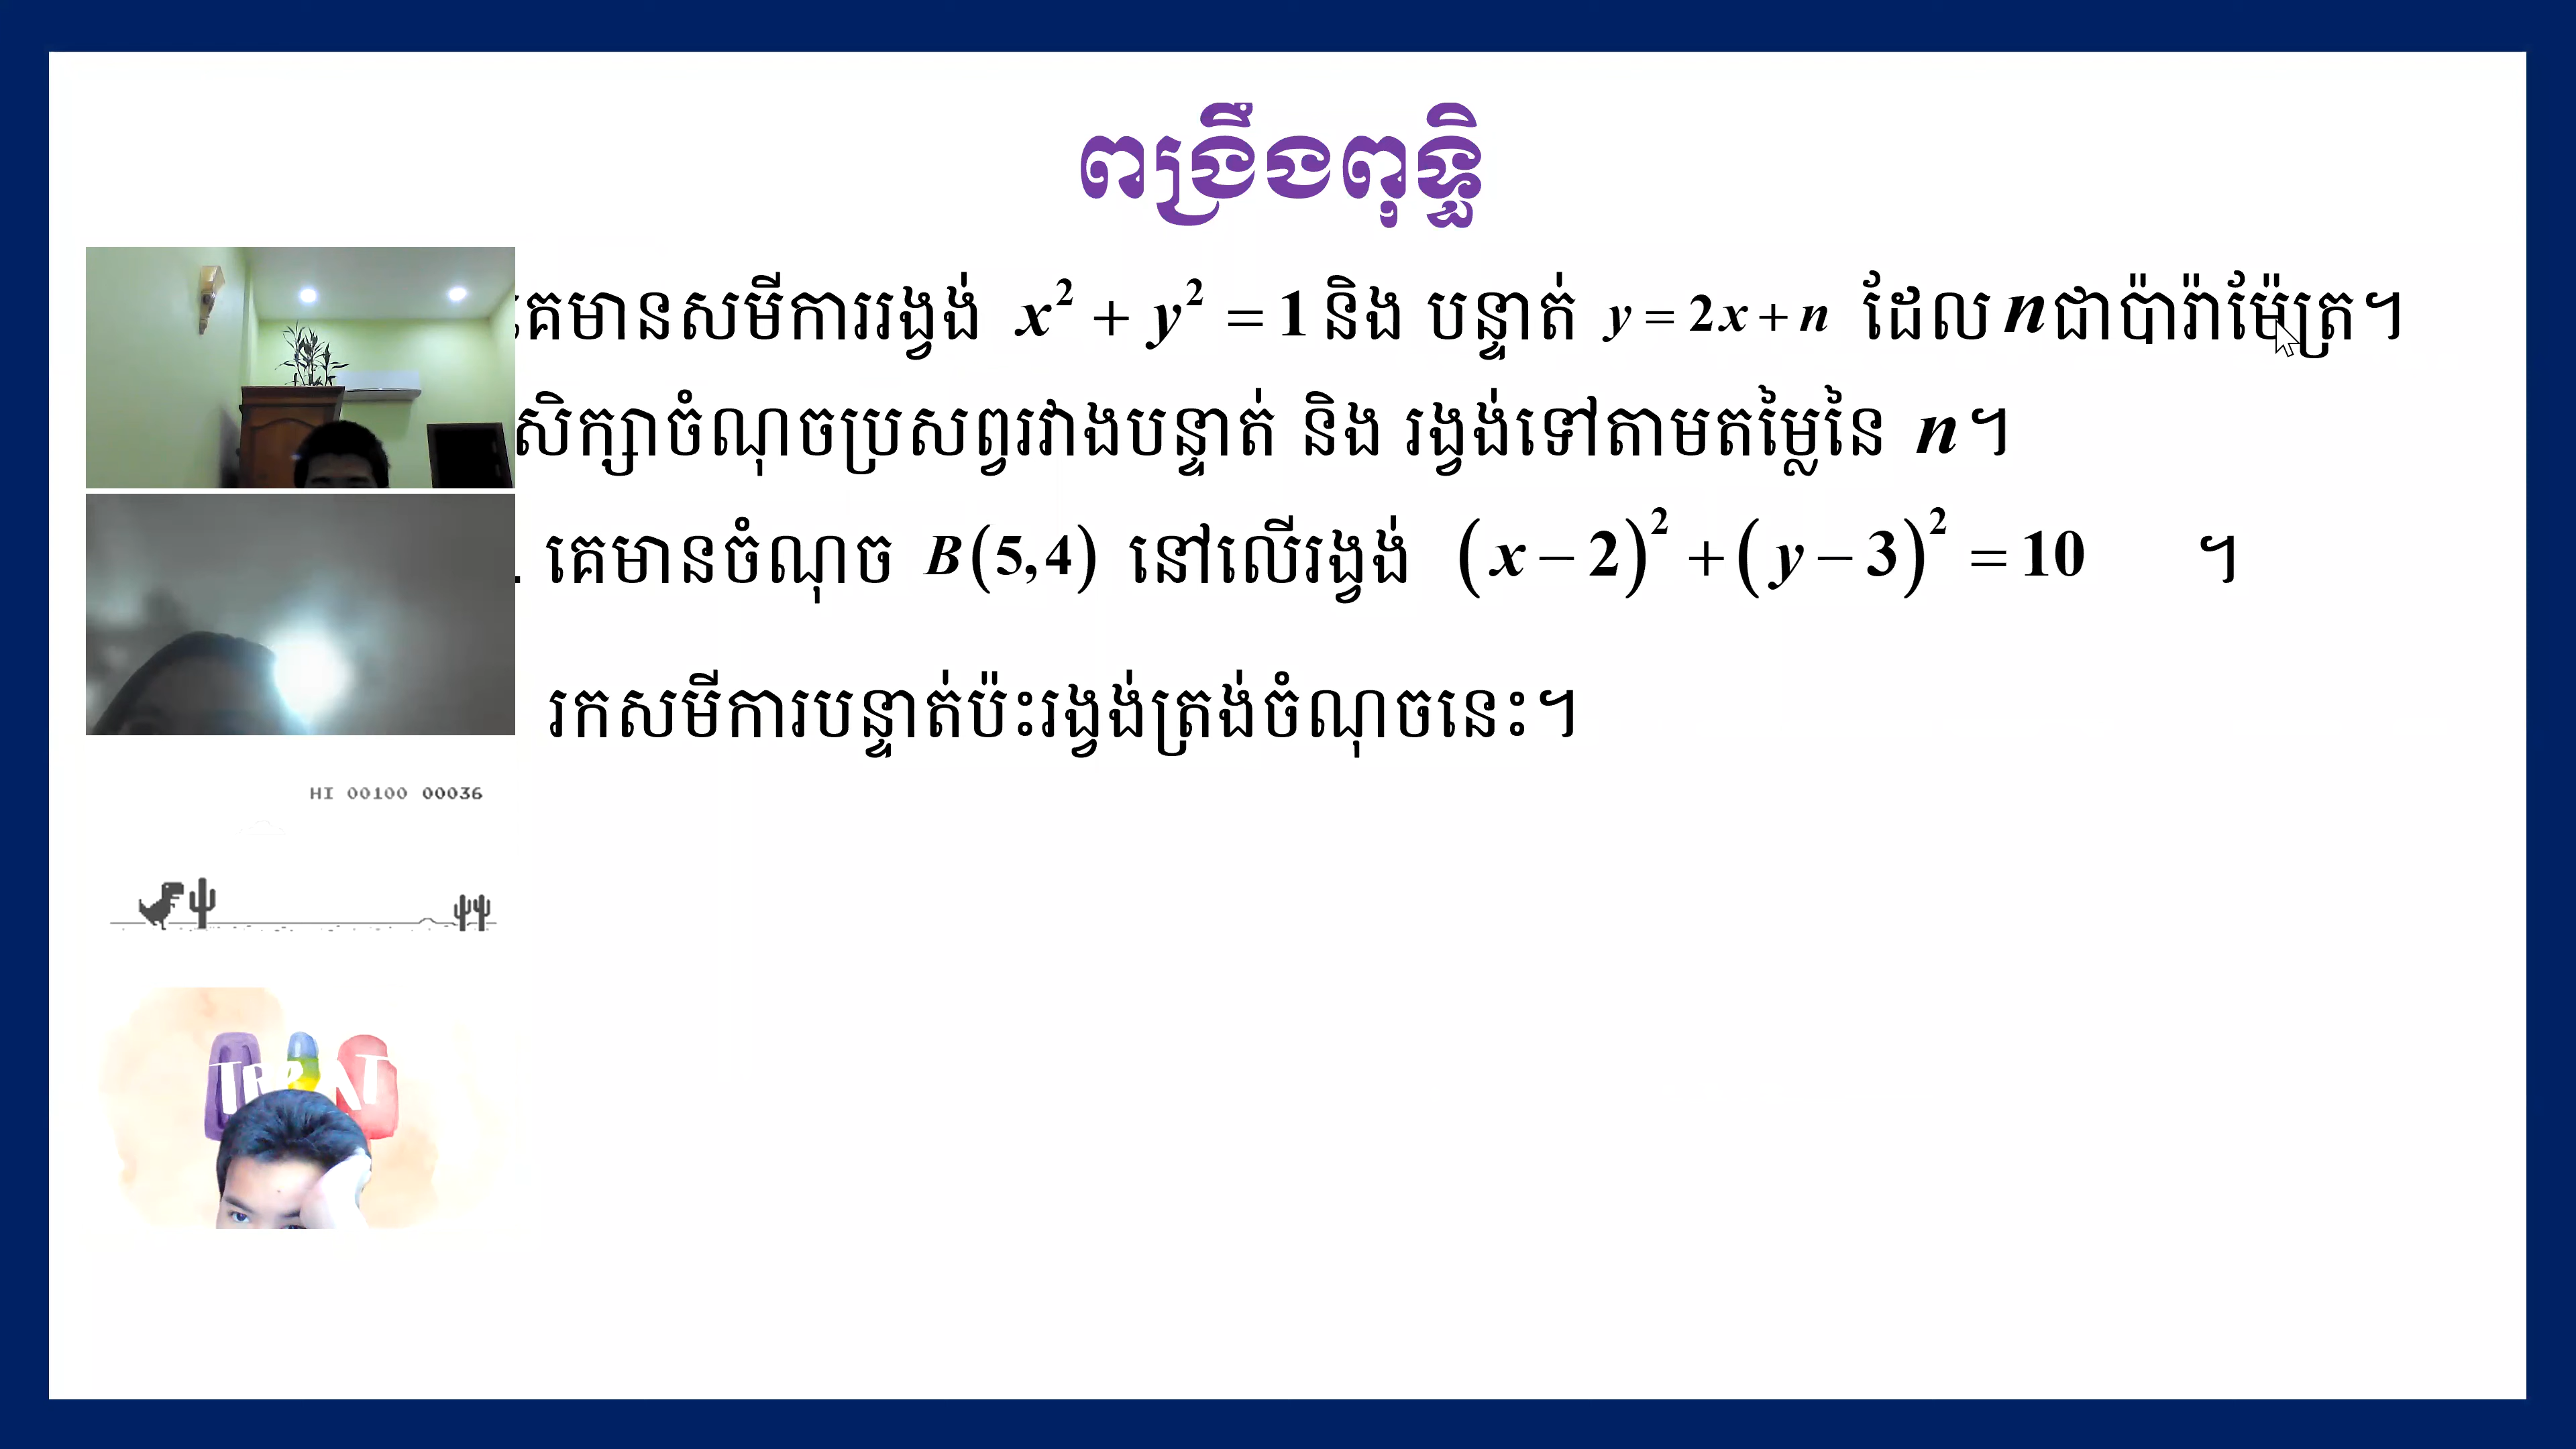 ពង្រឹងពុទ្ធិ
គេមានសមីការរង្វង់ x² + y² = 1 និង បន្ទាត់ y = 2x + n ដែល n ជាប៉ារ៉ាម៉ែត្រ។
សិក្សាចំណុចប្រសព្វរវាងបន្ទាត់ និង រង្វង់ទៅតាមតម្លៃនៃ n ។
. គេមានចំណុច B(5,4) នៅលើរង្វង់ (x − 2)² + (y − 3)² = 10 ។
រកសមីការបន្ទាត់ប៉ះរង្វង់ត្រង់ចំណុចនេះ។
HI 00100 00036